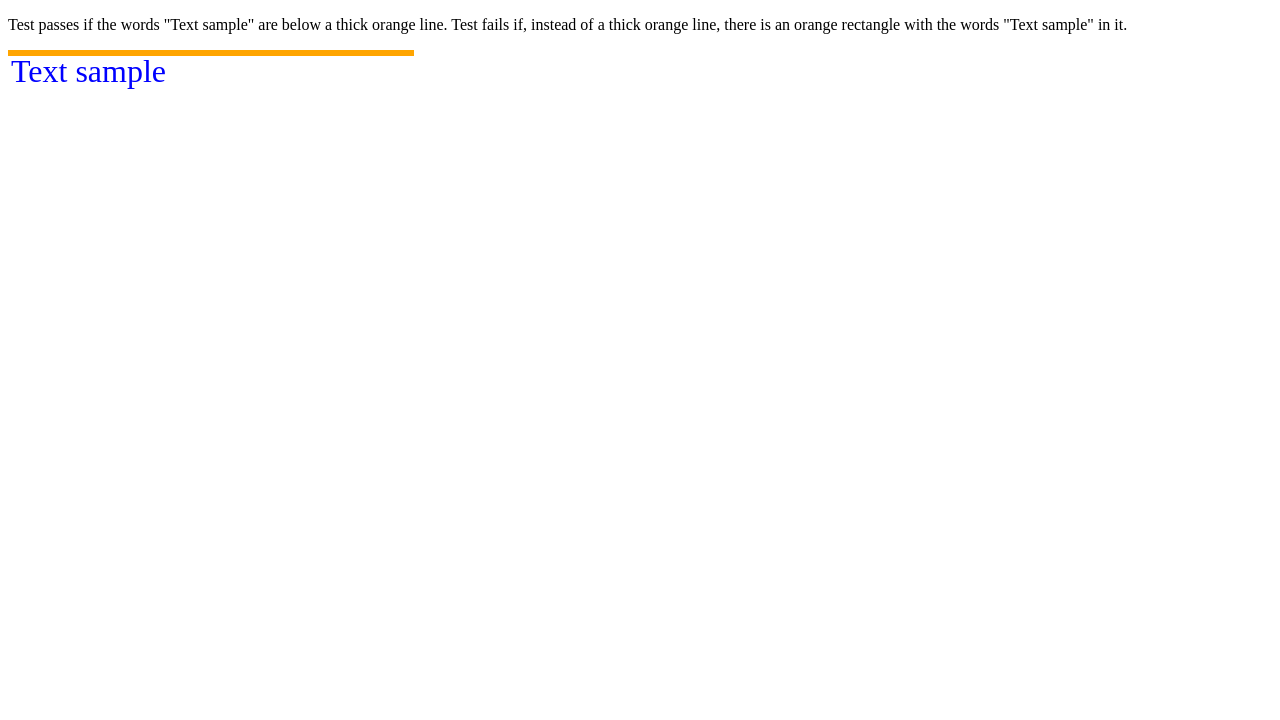 Test passes if the words "Text sample" are below a thick orange line. Test fails if, instead of a thick orange line, there is an orange rectangle with the words "Text sample" in it.
Text sample